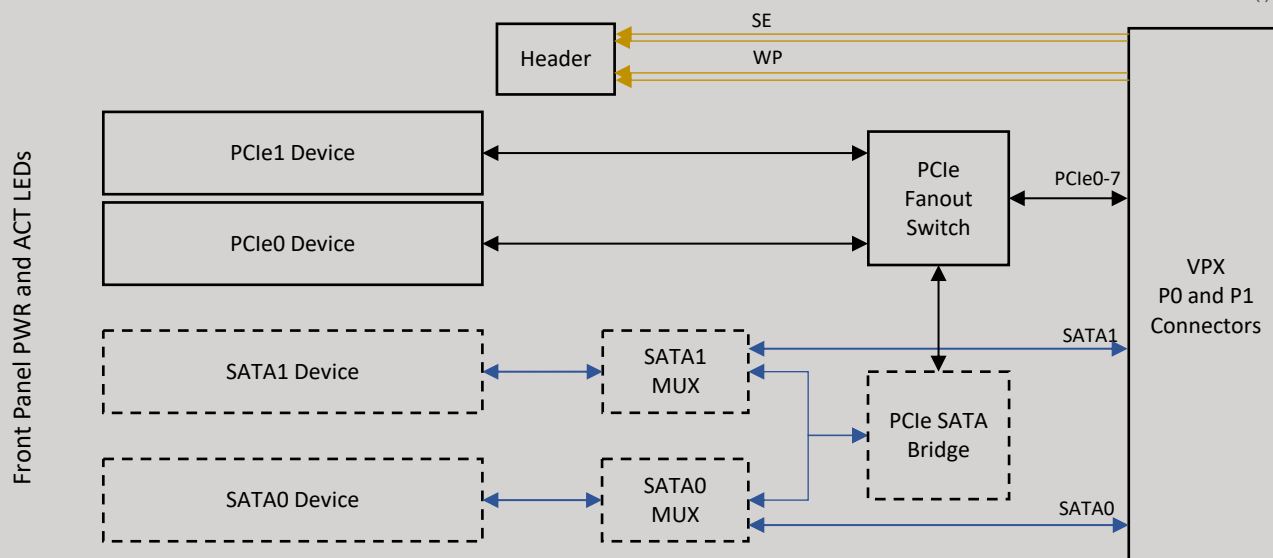 SE
Header
WP
Front Panel PWR and ACT LEDs
PCIe1 Device
PCIe
Fanout
Switch
PCIe0-7
PCIe0 Device
VPX
P0 and P1
Connectors
SATA1 Device
SATA1
MUX
SATA1
PCIe SATA
Bridge
SATA0 Device
SATA0
MUX
SATA0